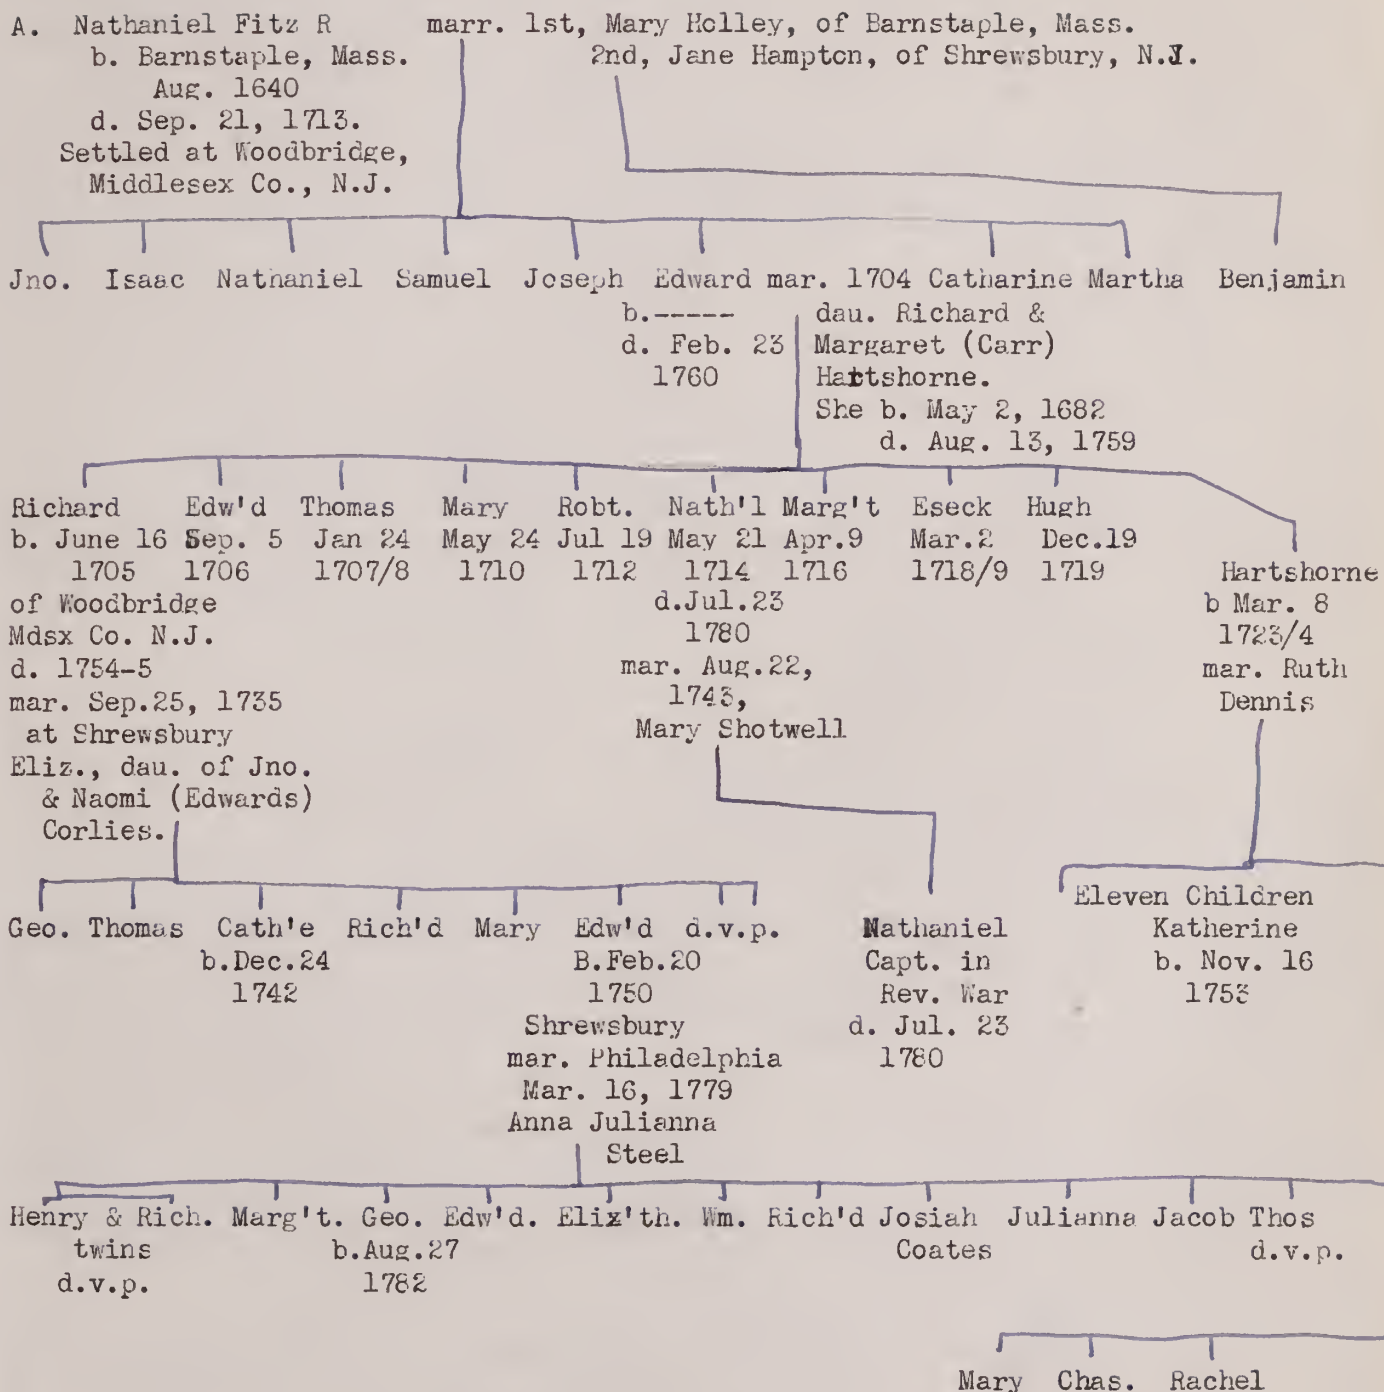 A. Nathaniel Fitz R marr. 1st, Mary Holley, of Barnstaple, Mass.
b. Barnstaple, Mass. 2nd, Jane Hampton, of Shrewsbury, N.J.
Aug. 1640
d. Sep. 21, 1713.
Settled at Woodbridge,
Middlesex Co., N.J.
Jno. Isaac Nathaniel Samuel Joseph Edward mar. 1704 Catharine Martha Benjamin
b.----- dau. Richard &
d. Feb. 23 Margaret (Carr)
1760 Hartshorne.
She b. May 2, 1682
d. Aug. 13, 1759
Richard Edw'd Thomas Mary Robt. Nath'l Marg't Eseck Hugh
b. June 16 Sep. 5 Jan 24 May 24 Jul 19 May 21 Apr.9 Mar.2 Dec.19
1705 1706 1707/8 1710 1712 1714 1716 1718/9 1719 Hartshorne
of Woodbridge d.Jul.23 b Mar. 8
Mdsx Co. N.J. 1780 1723/4
d. 1754-5 mar. Aug.22, mar. Ruth
mar. Sep.25, 1735 1743, Dennis
at Shrewsbury Mary Shotwell
Eliz., dau. of Jno.
& Naomi (Edwards)
Corlies.
Eleven Children
Geo. Thomas Cath'e Rich'd Mary Edw'd d.v.p. Nathaniel Katherine
b.Dec.24 B.Feb.20 Capt. in b. Nov. 16
1742 1750 Rev. War 1753
Shrewsbury d. Jul. 23
mar. Philadelphia 1780
Mar. 16, 1779
Anna Julianna
Steel
Henry & Rich. Marg't. Geo. Edw'd. Eliz'th. Wm. Rich'd Josiah Julianna Jacob Thos
twins b.Aug.27 Coates d.v.p.
d.v.p. 1782
Mary Chas. Rachel